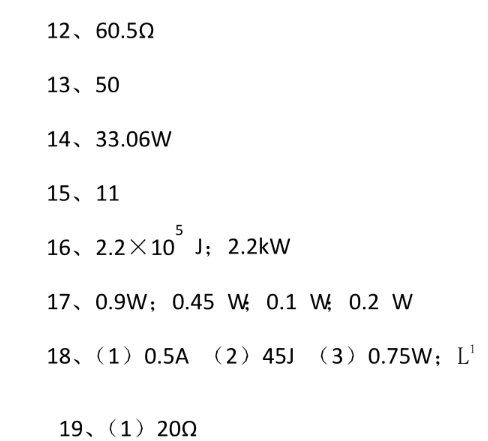 12、60.5Ω
13、50
14、33.06W
15、11
16、2.2×10⁵ J；2.2kW
17、0.9W；0.45 W；0.1 W；0.2 W
18、（1）0.5A （2）45J （3）0.75W；L¹
19、（1）20Ω